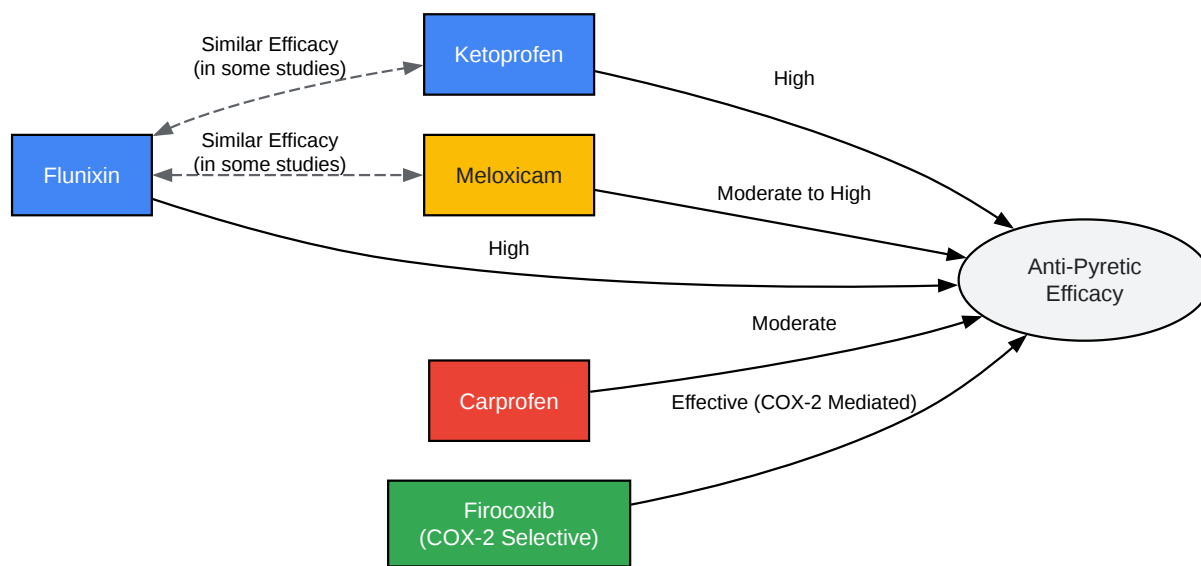 Similar Efficacy
(in some studies)
Ketoprofen
High
Similar Efficacy
(in some studies)
Flunixin
Meloxicam
Moderate to High
High
Anti-Pyretic
Efficacy
Moderate
Carprofen
Effective (COX-2 Mediated)
Firocoxib
(COX-2 Selective)